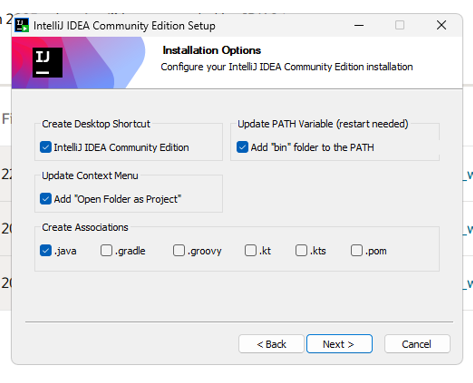 IntelliJ IDEA Community Edition Setup
IJ
Installation Options
Configure your IntelliJ IDEA Community Edition installation
Create Desktop Shortcut
IntelliJ IDEA Community Edition
Update PATH Variable (restart needed)
Add "bin" folder to the PATH
Update Context Menu
Add "Open Folder as Project"
Create Associations
.java .gradle .groovy .kt .kts .pom
< Back Next > Cancel